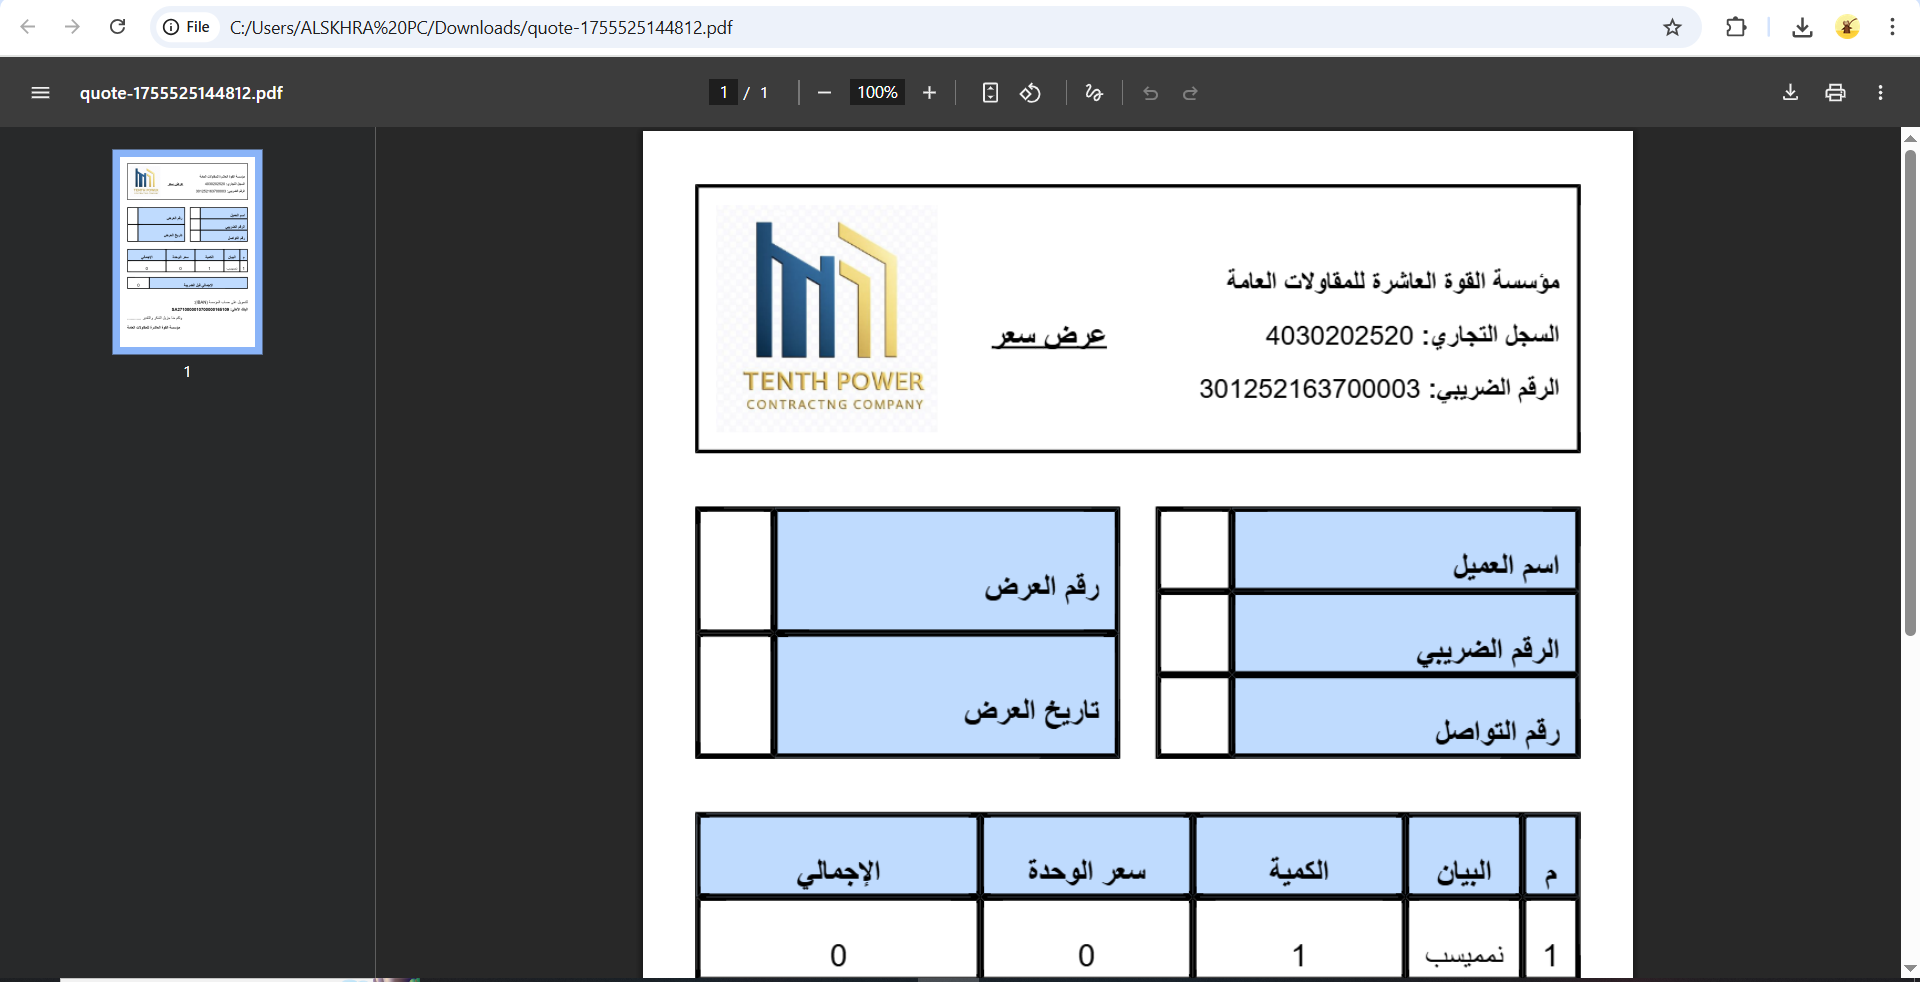 File
C:/Users/ALSKHRA%20PC/Downloads/quote-1755525144812.pdf
quote-1755525144812.pdf
1 / 1
100%
1
TENTH POWER
CONTRACTNG COMPANY
عرض سعر
مؤسسة القوة العاشرة للمقاولات العامة
السجل التجاري: 4030202520
الرقم الضريبي: 301252163700003
اسم العميل
الرقم الضريبي
رقم التواصل
رقم العرض
تاريخ العرض
م البيان الكمية سعر الوحدة الإجمالي
1 نمميسب 1 0 0